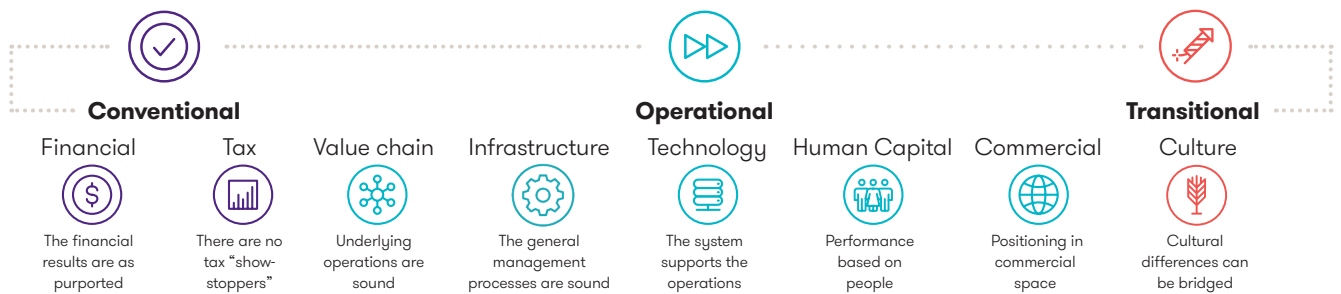 Conventional
Operational
Transitional
Financial
Tax
Value chain
Infrastructure
Technology
Human Capital
Commercial
Culture
$
The financial
results are as
purported
There are no
tax “show-
stoppers”
Underlying
operations are
sound
The general
management
processes are sound
The system
supports the
operations
Performance
based on
people
Positioning in
commercial
space
Cultural
differences can
be bridged